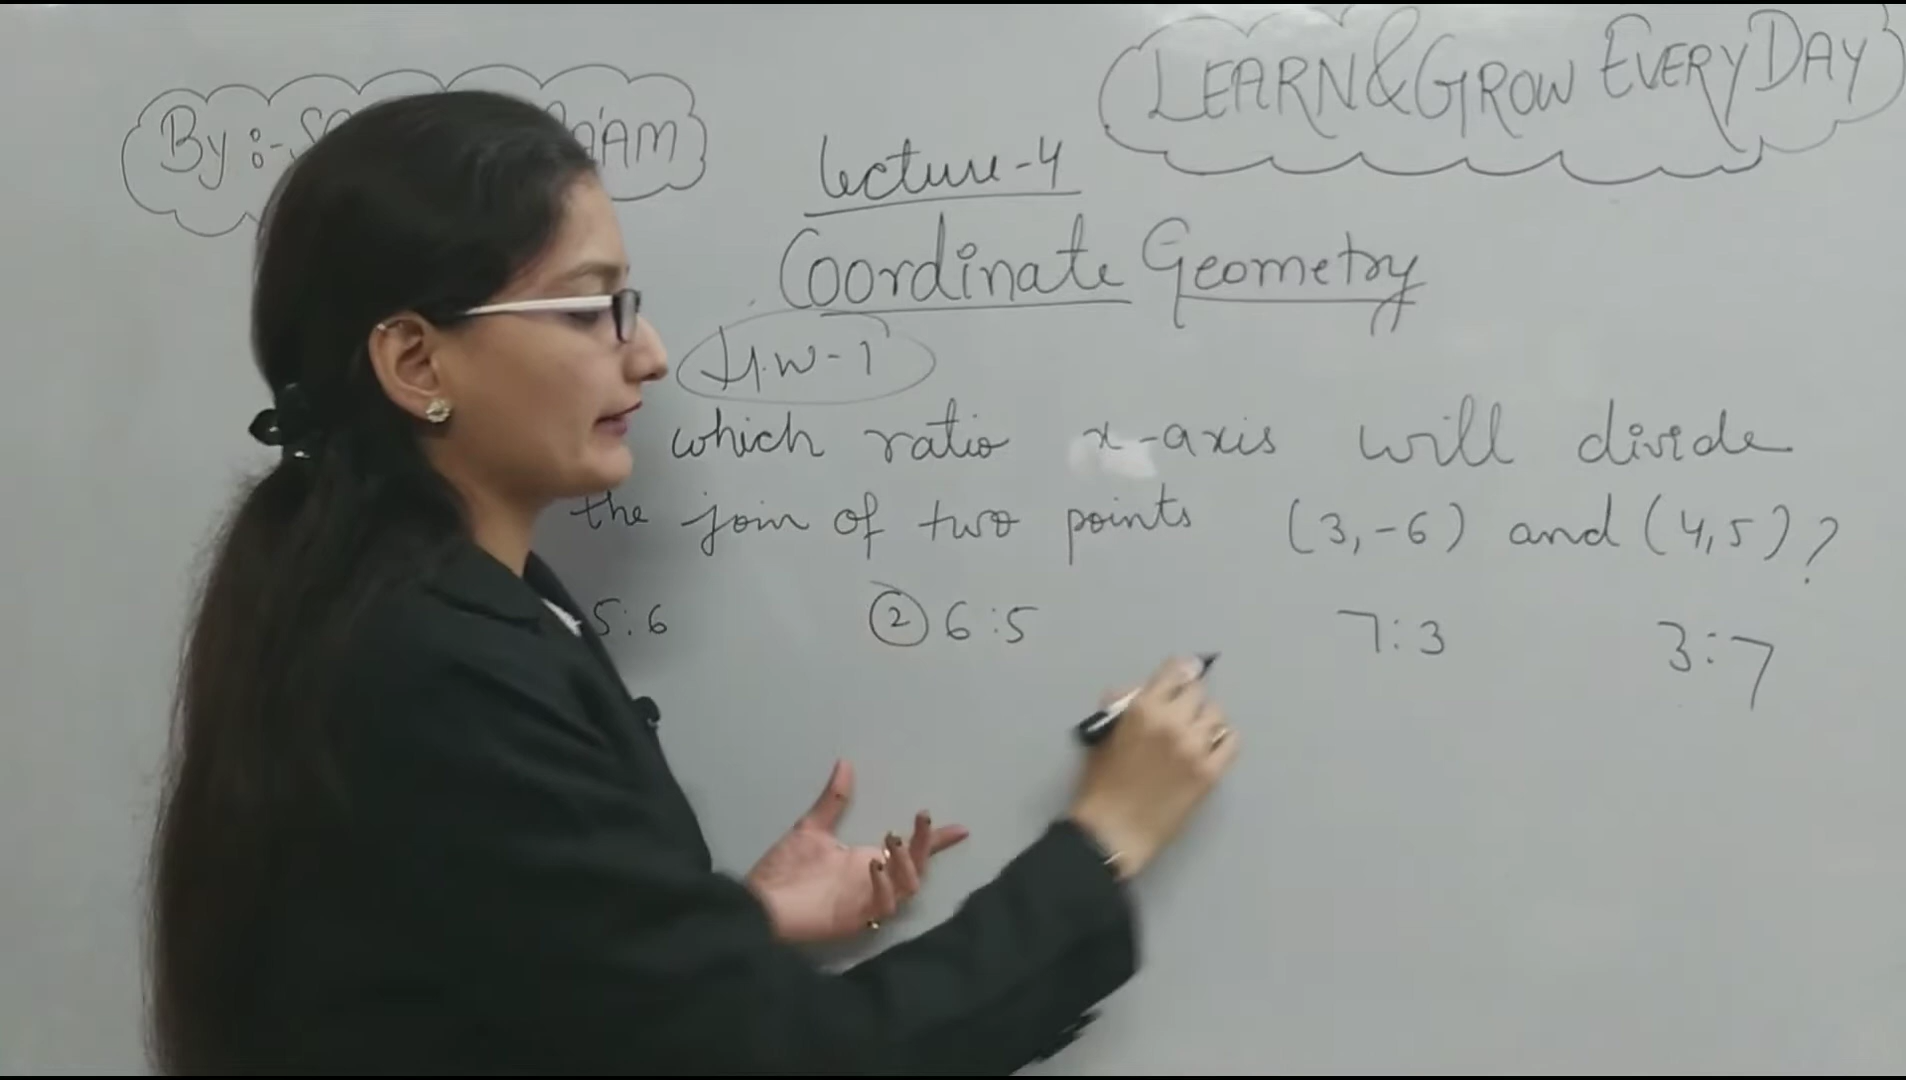 LEARN & GROW EVERY DAY
By:- MA'AM
Lecture-4
Coordinate Geometry
H.W-1
which ratio x-axis will divide
the join of two points (3,-6) and (4,5)?
5:6 ② 6:5 7:3 3:7